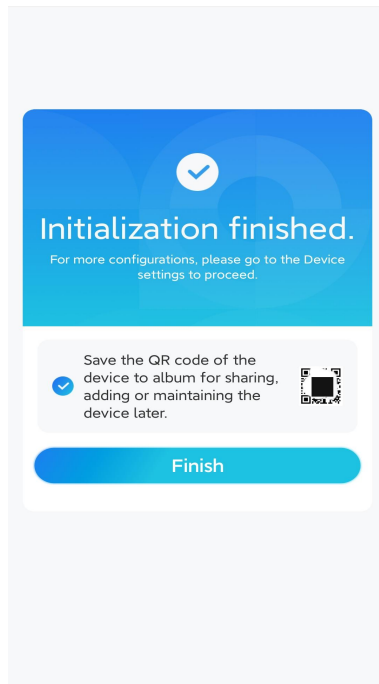 Initialization finished.
For more configurations, please go to the Device
settings to proceed.
Save the QR code of the
device to album for sharing,
adding or maintaining the
device later.
Finish